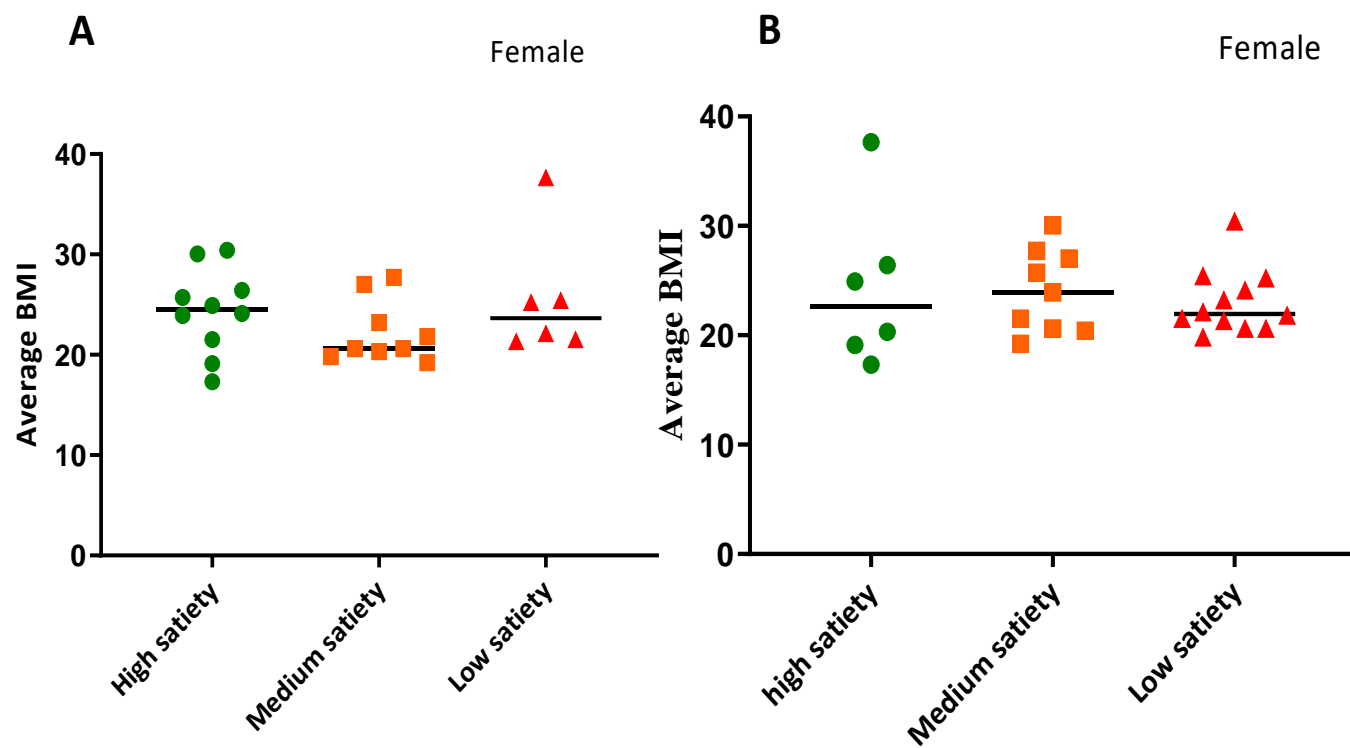 A
Female
Average BMI
40
30
20
10
0
High satiety
Medium satiety
Low satiety
B
Female
Average BMI
40
30
20
10
0
high satiety
Medium satiety
Low satiety